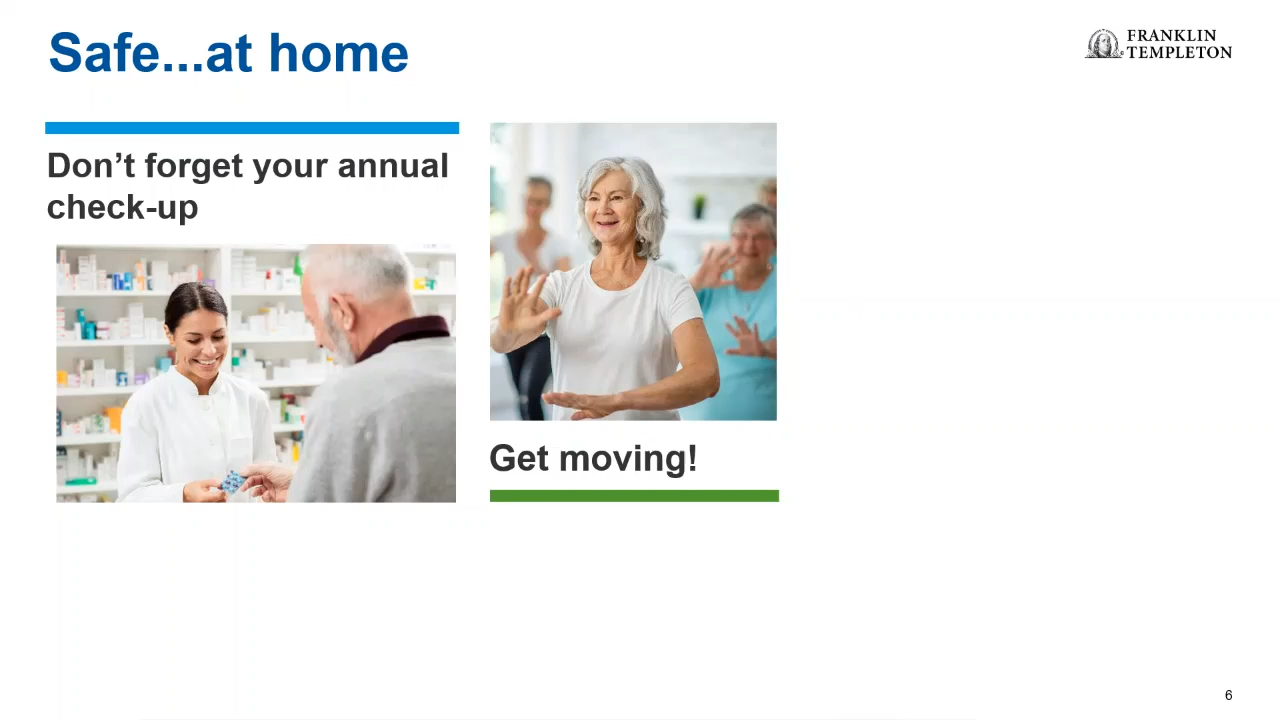 Safe...at home
FRANKLIN
TEMPLETON
Don’t forget your annual
check-up
Get moving!
6